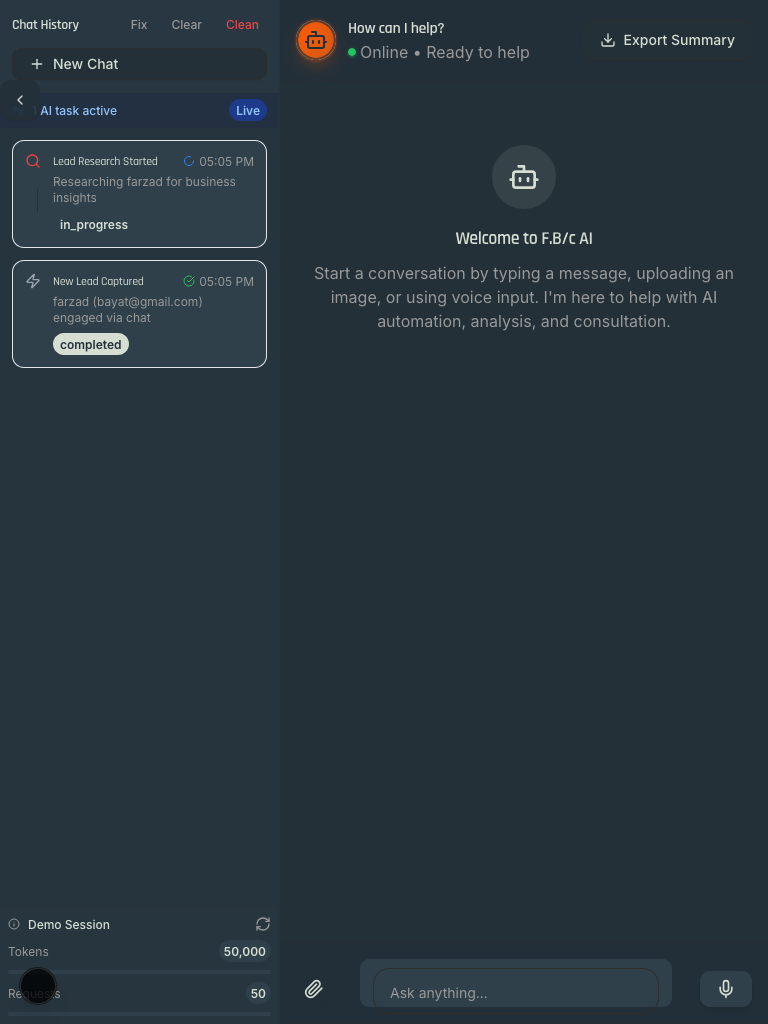 Chat History
Fix
Clear
Clean
New Chat
AI task active
Live
Lead Research Started
05:05 PM
Researching farzad for business
insights
in_progress
New Lead Captured
05:05 PM
farzad (bayat@gmail.com)
engaged via chat
completed
Demo Session
Tokens
50,000
Requests
50
How can I help?
Online • Ready to help
Export Summary
Welcome to F.B/c AI
Start a conversation by typing a message, uploading an
image, or using voice input. I'm here to help with AI
automation, analysis, and consultation.
Ask anything...